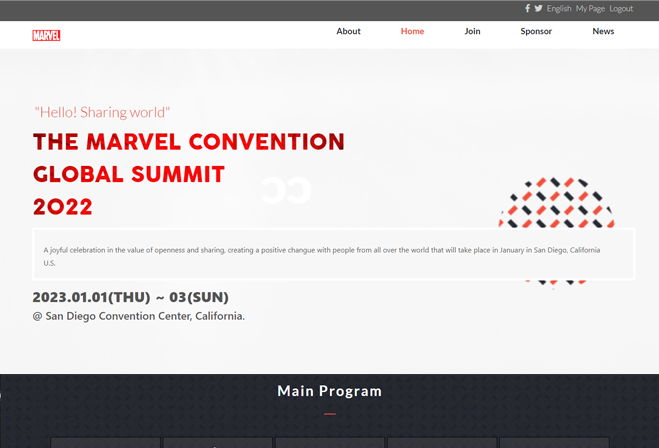 English My Page Logout
MARVEL
About Home Join Sponsor News
"Hello! Sharing world"
THE MARVEL CONVENTION
GLOBAL SUMMIT
2022
A joyful celebration in the value of openness and sharing, creating a positive changue with people from all over the world that will take place in January in San Diego, California
U.S.
2023.01.01(THU) ~ 03(SUN)
@ San Diego Convention Center, California.
Main Program